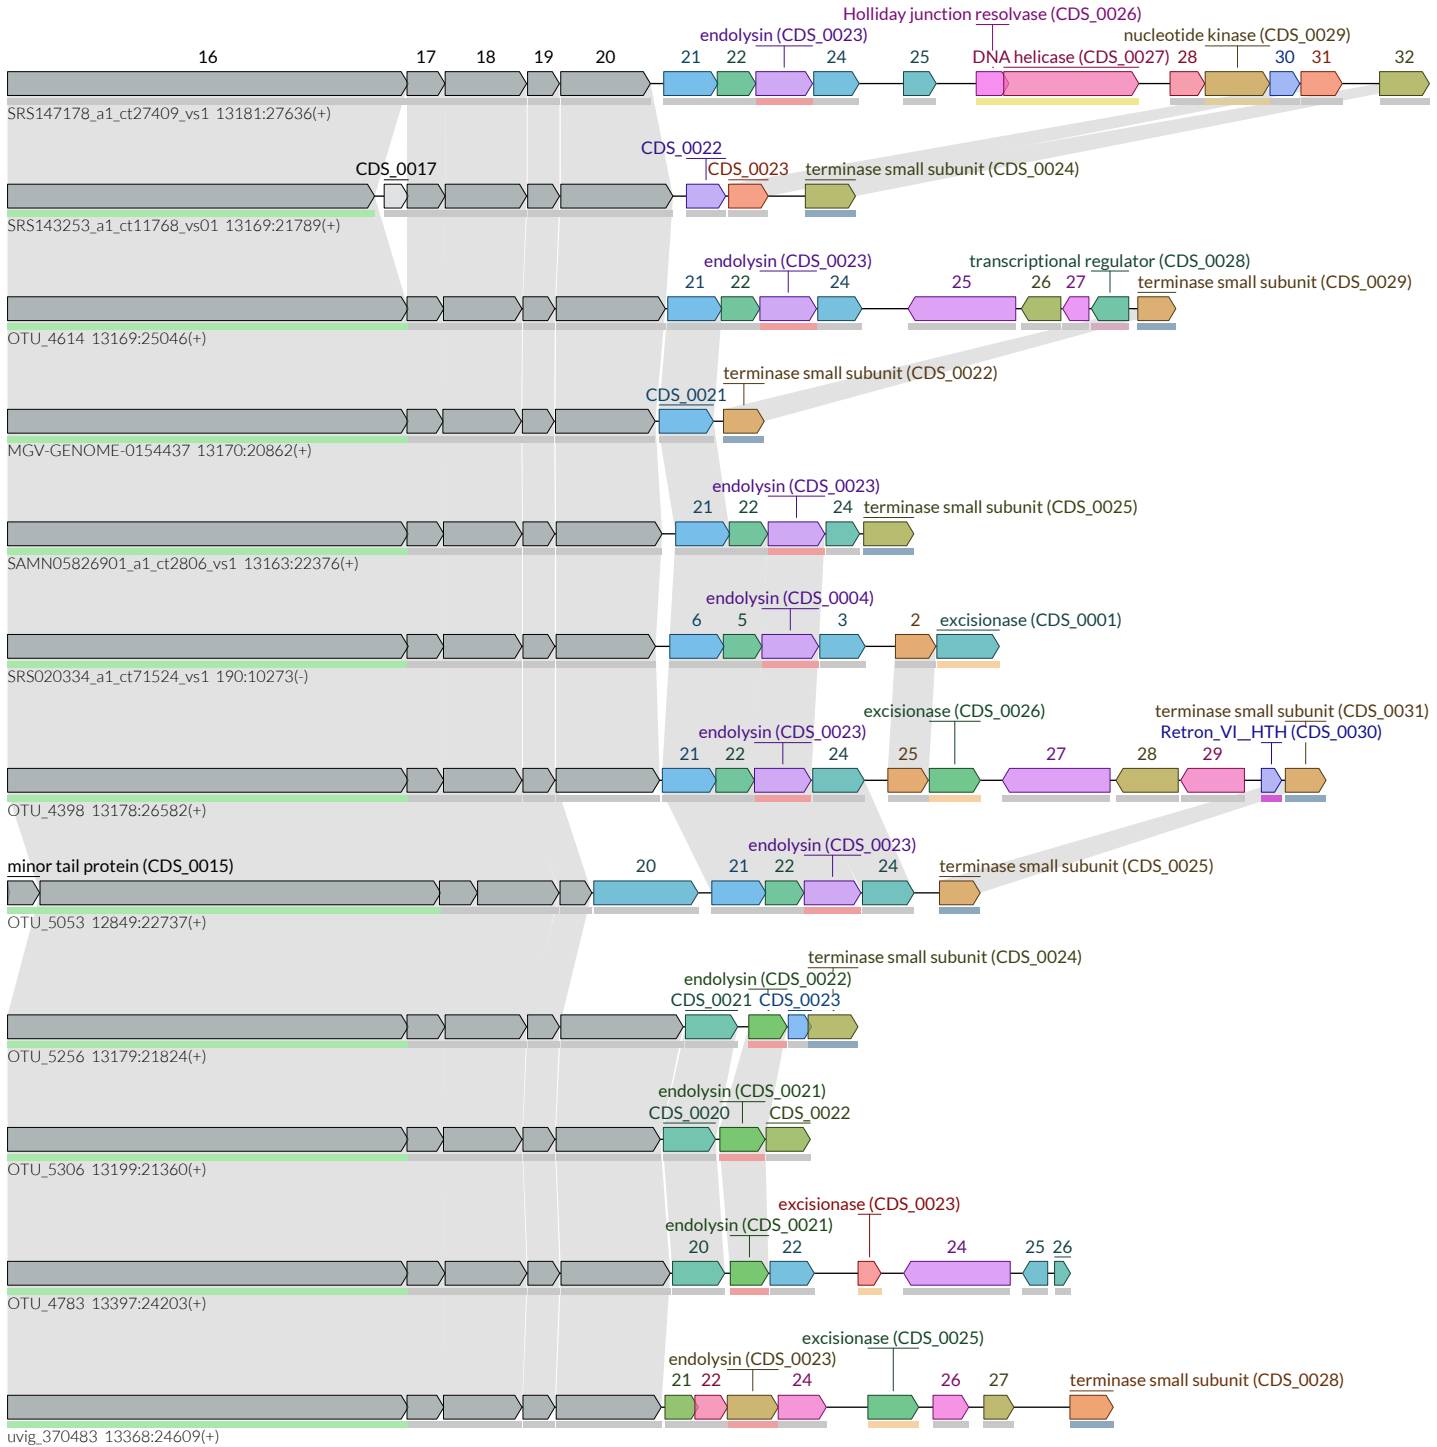 Holliday junction resolvase (CDS_0026)
endolysin (CDS_0023) nucleotide kinase (CDS_0029)
16 17 18 19 20 21 22 24 25 DNA helicase (CDS_0027) 28 30 31 32
SRS147178_a1_ct27409_vs1 13181:27636(+)
CDS_0022
CDS_0017 CDS_0023 terminase small subunit (CDS_0024)
SRS143253_a1_ct11768_vs01 13169:21789(+)
endolysin (CDS_0023) transcriptional regulator (CDS_0028)
21 22 24 25 26 27 terminase small subunit (CDS_0029)
OTU_4614 13169:25046(+)
terminase small subunit (CDS_0022)
CDS_0021
MGV-GENOME-0154437 13170:20862(+)
endolysin (CDS_0023)
21 22 24 terminase small subunit (CDS_0025)
SAMN05826901_a1_ct2806_vs1 13163:22376(+)
endolysin (CDS_0004)
6 5 3 2 excisionase (CDS_0001)
SRS020334_a1_ct71524_vs1 190:10273(-)
excisionase (CDS_0026) terminase small subunit (CDS_0031)
endolysin (CDS_0023) Retron_VI__HTH (CDS_0030)
21 22 24 25 27 28 29
OTU_4398 13178:26582(+)
endolysin (CDS_0023)
minor tail protein (CDS_0015) 20 21 22 24 terminase small subunit (CDS_0025)
OTU_5053 12849:22737(+)
terminase small subunit (CDS_0024)
endolysin (CDS_0022)
CDS_0021 CDS_0023
OTU_5256 13179:21824(+)
endolysin (CDS_0021)
CDS_0020 CDS_0022
OTU_5306 13199:21360(+)
excisionase (CDS_0023)
endolysin (CDS_0021)
20 22 24 25 26
OTU_4783 13397:24203(+)
excisionase (CDS_0025)
endolysin (CDS_0023)
21 22 24 26 27 terminase small subunit (CDS_0028)
uvig_370483 13368:24609(+)